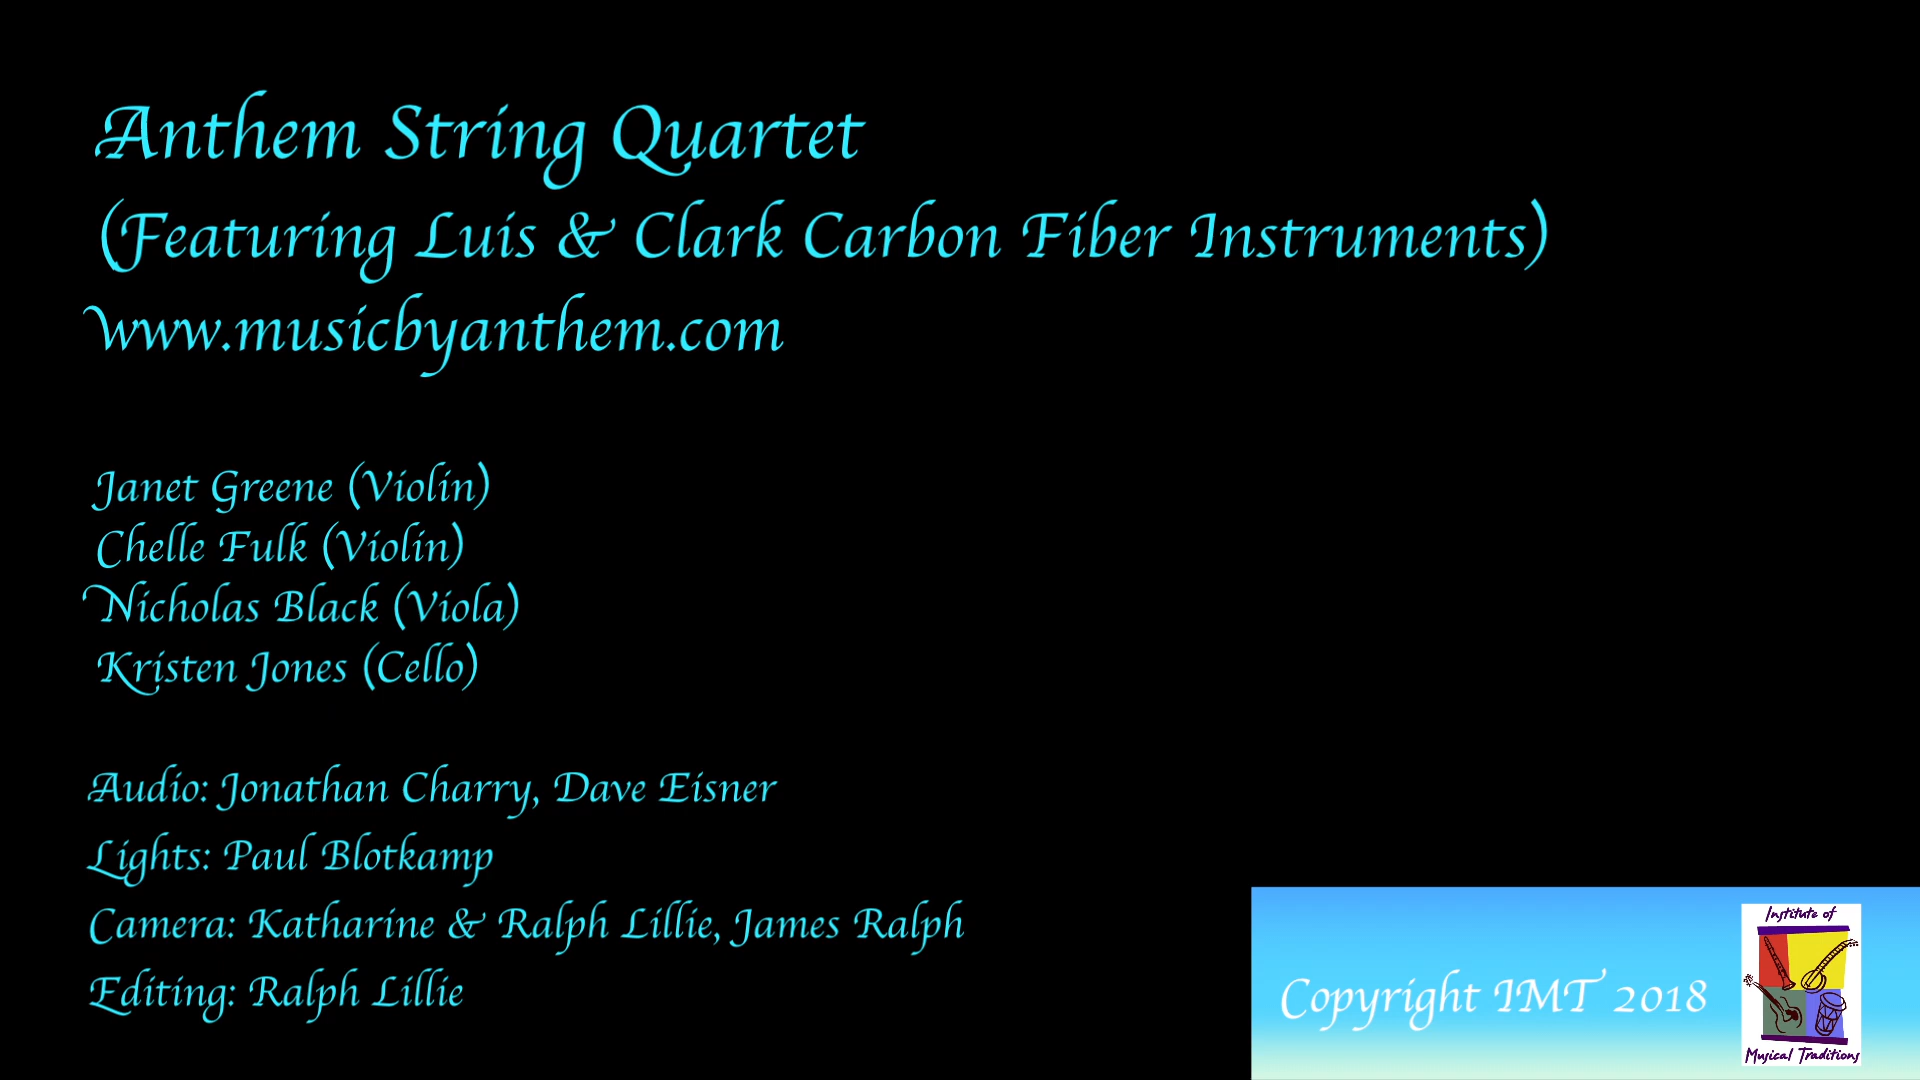 Anthem String Quartet
(Featuring Luis & Clark Carbon Fiber Instruments)
www.musicbyanthem.com
Janet Greene (Violin)
Chelle Fulk (Violin)
Nicholas Black (Viola)
Kristen Jones (Cello)
Audio: Jonathan Charry, Dave Eisner
Lights: Paul Blotkamp
Camera: Katharine & Ralph Lillie, James Ralph
Editing: Ralph Lillie
Copyright IMT 2018
Institute of
Musical Traditions